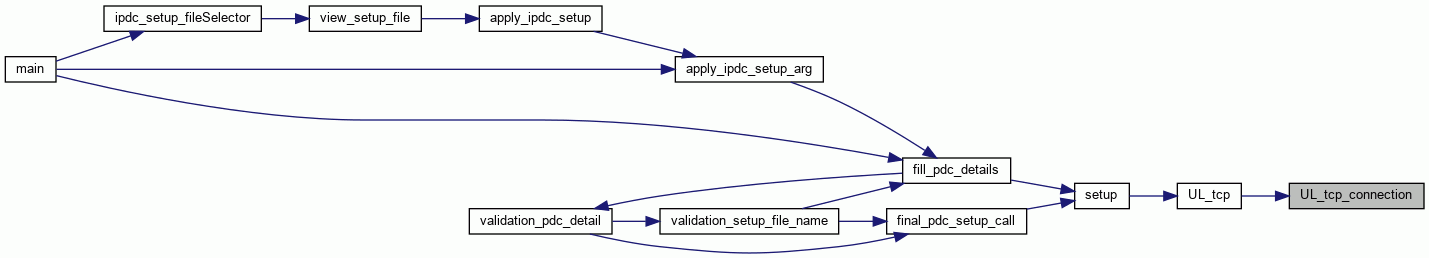 ipdc_setup_fileSelector
view_setup_file
apply_ipdc_setup
main
apply_ipdc_setup_arg
fill_pdc_details
setup
UL_tcp
UL_tcp_connection
validation_pdc_detail
validation_setup_file_name
final_pdc_setup_call